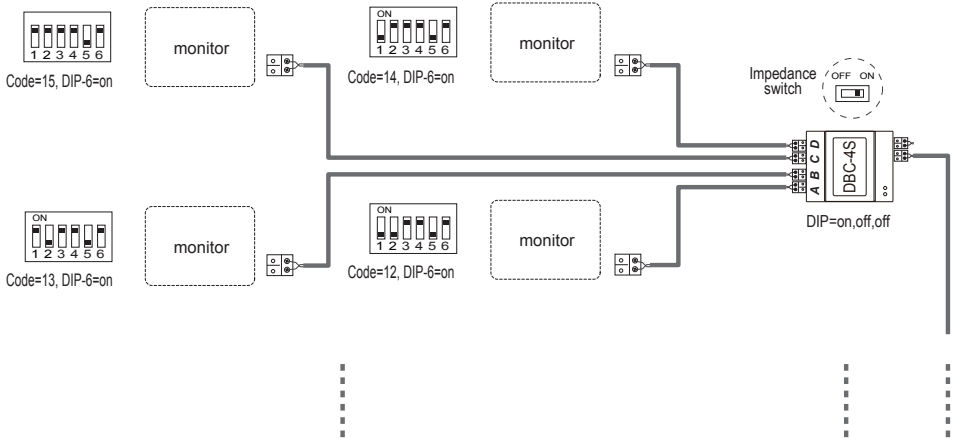 1 2 3 4 5 6
Code=15, DIP-6=on
monitor
ON
1 2 3 4 5 6
Code=14, DIP-6=on
monitor
Impedance
switch
OFF ON
A B C D
DBC-4S
DIP=on,off,off
ON
1 2 3 4 5 6
Code=13, DIP-6=on
monitor
ON
1 2 3 4 5 6
Code=12, DIP-6=on
monitor